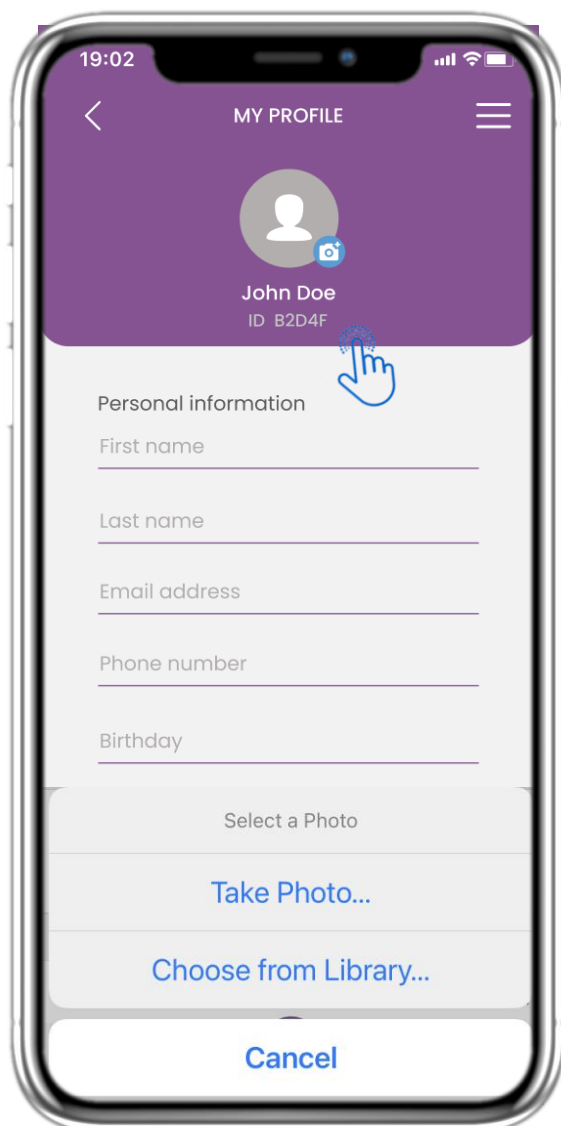 19:02
MY PROFILE
John Doe
ID B2D4F
Personal information
First name
Last name
Email address
Phone number
Birthday
Select a Photo
Take Photo...
Choose from Library...
Cancel